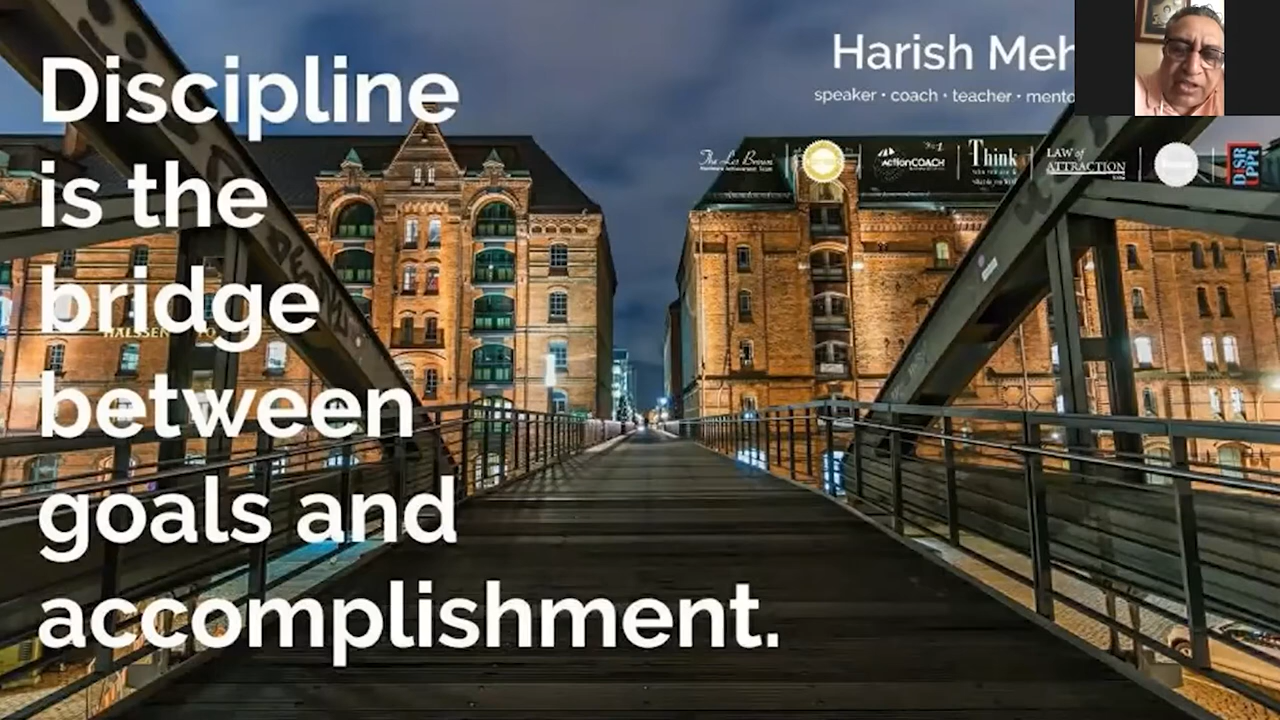 Discipline
is the
bridge
between
goals and
accomplishment.
Harish Meh
speaker • coach • teacher • mento
The Les Brown
ActionCOACH
Think
LAW of
ATTRACTION